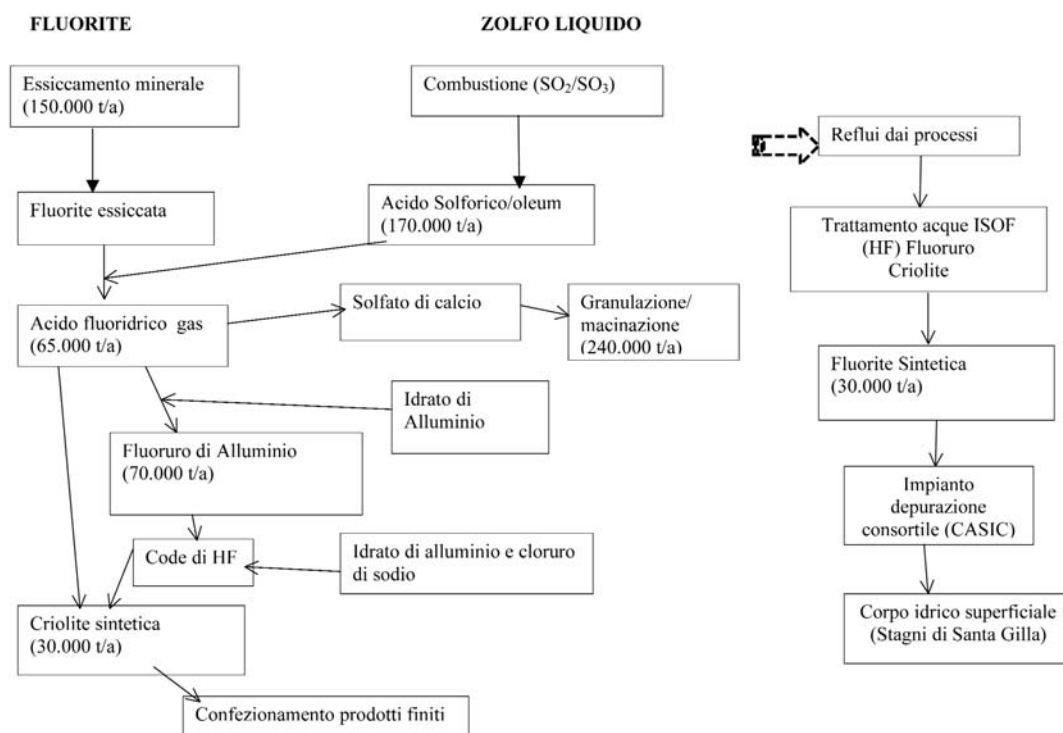 FLUORITE
ZOLFO LIQUIDO
Essiccamento minerale
(150.000 t/a)
Combustione (SO₂/SO₃)
Reflui dai processi
Fluorite essiccata
Acido Solforico/oleum
(170.000 t/a)
Trattamento acque ISOF
(HF) Fluoruro
Criolite
Acido fluoridrico gas
(65.000 t/a)
Solfato di calcio
Granulazione/
macinazione
(240.000 t/a)
Fluorite Sintetica
(30.000 t/a)
Idrato di
Alluminio
Fluoruro di Alluminio
(70.000 t/a)
Impianto
depurazione
consortile (CASIC)
Code di HF
Idrato di alluminio e cloruro
di sodio
Criolite sintetica
(30.000 t/a)
Corpo idrico superficiale
(Stagni di Santa Gilla)
Confezionamento prodotti finiti